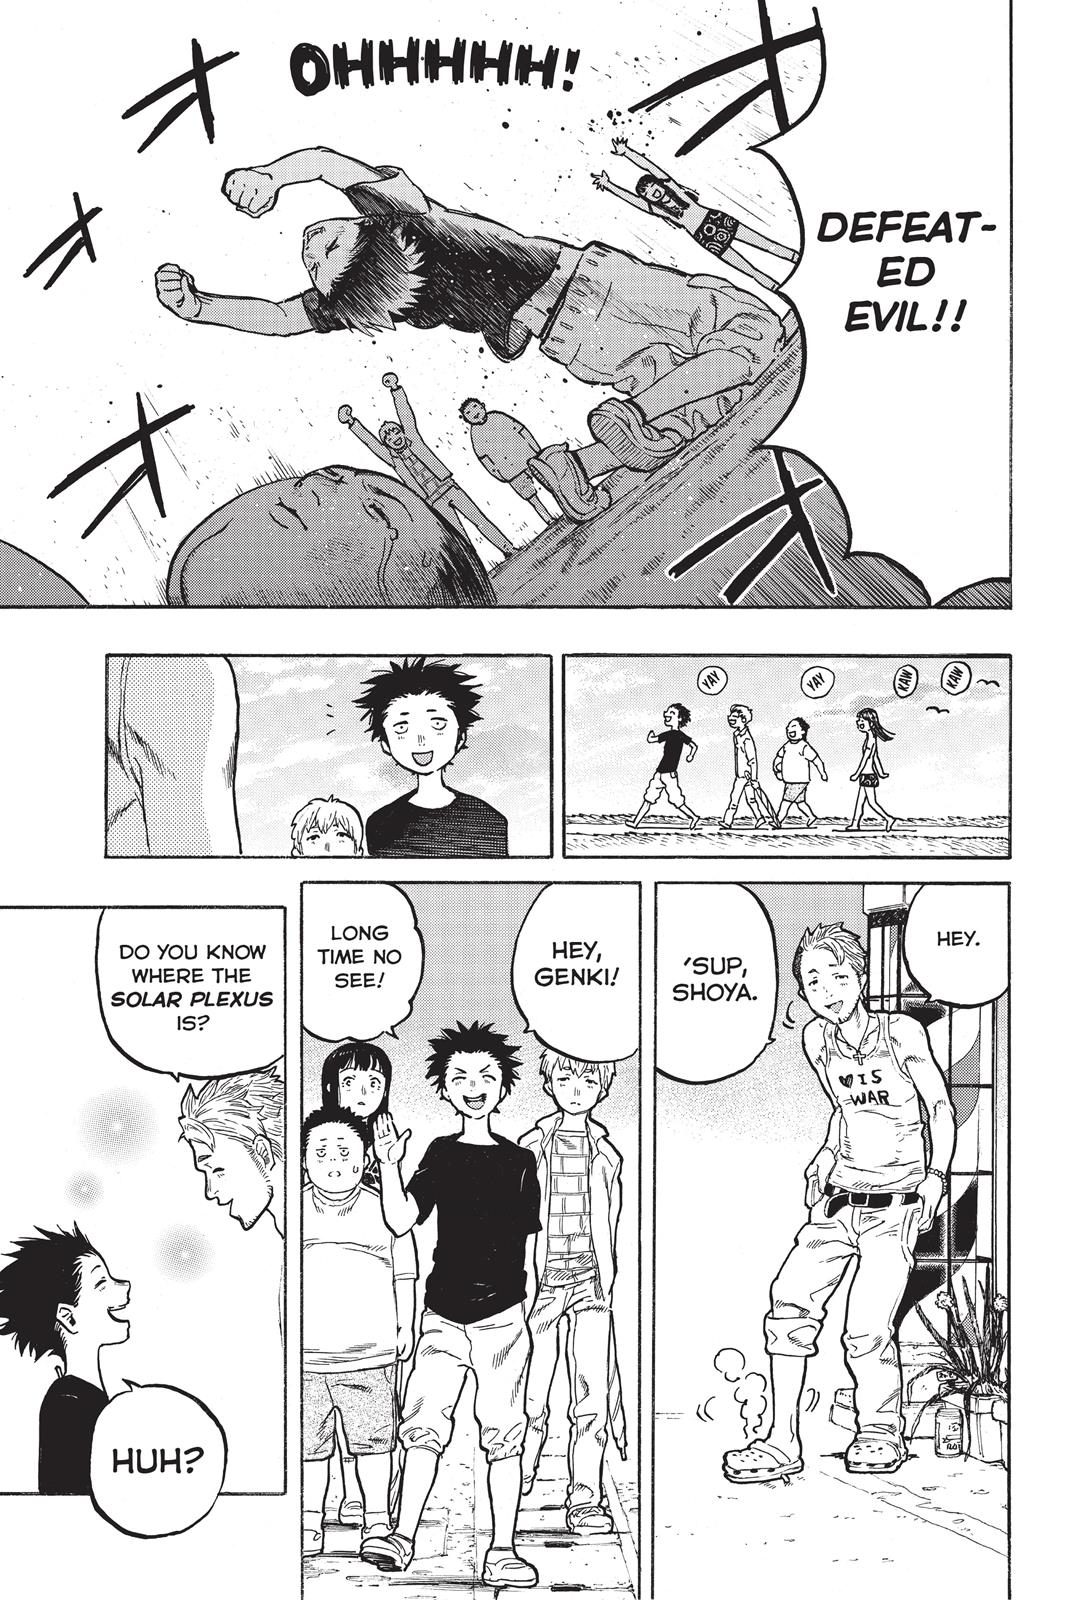 OHHHHHH!
DEFEAT-
ED
EVIL!!
KAW
KAW
YAY
YAY
HEY.
'SUP,
SHOYA.
♥ IS
WAR
HEY,
GENKI!
LONG
TIME NO
SEE!
DO YOU KNOW
WHERE THE
SOLAR PLEXUS
IS?
HUH?